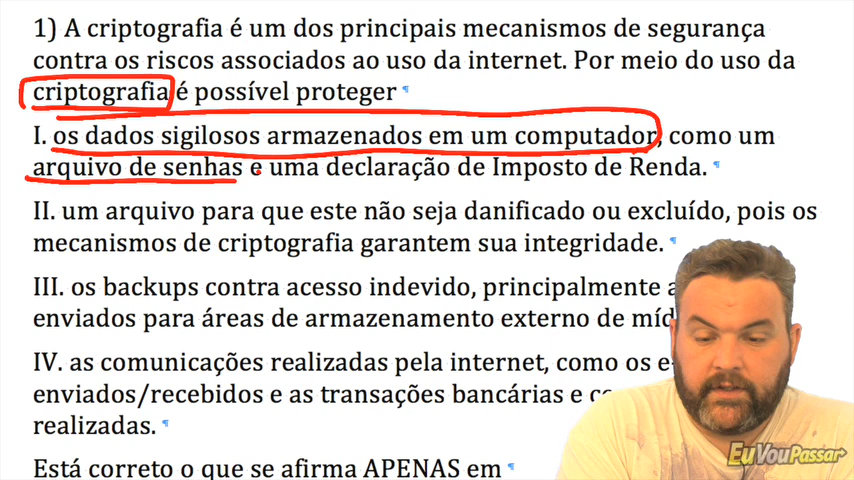 1) A criptografia é um dos principais mecanismos de segurança
contra os riscos associados ao uso da internet. Por meio do uso da
criptografia é possível proteger
I. os dados sigilosos armazenados em um computador, como um
arquivo de senhas e uma declaração de Imposto de Renda.
II. um arquivo para que este não seja danificado ou excluído, pois os
mecanismos de criptografia garantem sua integridade.
III. os backups contra acesso indevido, principalmente
enviados para áreas de armazenamento externo de
IV. as comunicações realizadas pela internet, como os
enviados/recebidos e as transações bancárias e
realizadas.
Está correto o que se afirma APENAS em
EuVouPassar